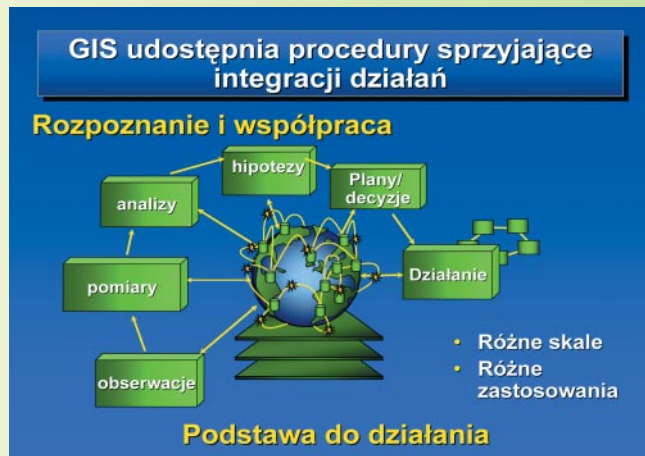 GIS udostępnia procedury sprzyjające
integracji działań
Rozpoznanie i współpraca
hipotezy
Plany/
decyzje
analizy
Działanie
pomiary
obserwacje
• Różne skale
• Różne
zastosowania
Podstawa do działania